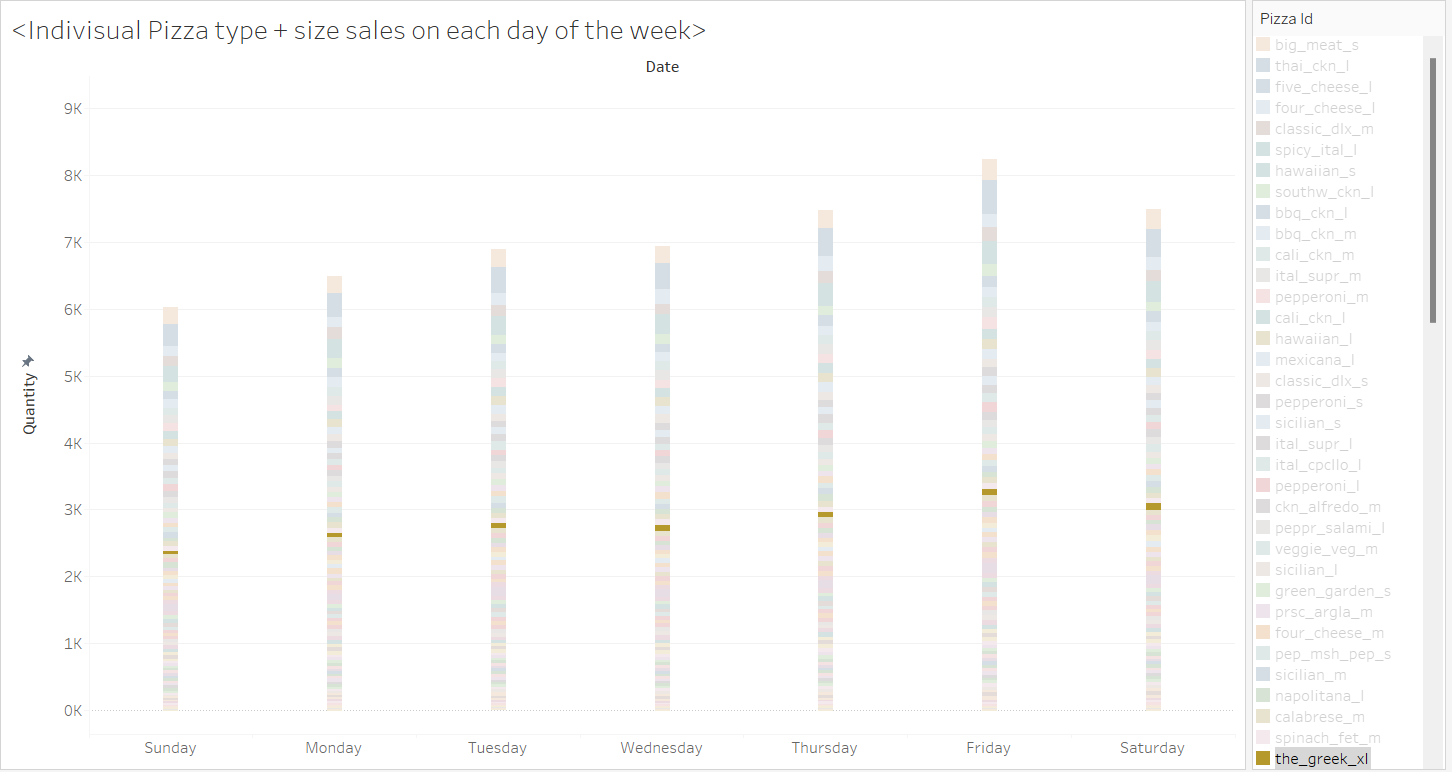 <Indivisual Pizza type + size sales on each day of the week>
Date
9K
8K
7K
6K
5K
4K
3K
2K
1K
0K
Quantity
Sunday
Monday
Tuesday
Wednesday
Thursday
Friday
Saturday
Pizza Id
big_meat_s
thai_ckn_l
five_cheese_l
four_cheese_l
classic_dlx_m
spicy_ital_l
hawaiian_s
southw_ckn_l
bbq_ckn_l
bbq_ckn_m
cali_ckn_m
ital_supr_m
pepperoni_m
cali_ckn_l
hawaiian_l
mexicana_l
classic_dlx_s
pepperoni_s
sicilian_s
ital_supr_l
ital_cpcllo_l
pepperoni_l
ckn_alfredo_m
peppr_salami_l
veggie_veg_m
sicilian_l
green_garden_s
prsc_argla_m
four_cheese_m
pep_msh_pep_s
sicilian_m
napolitana_l
calabrese_m
spinach_fet_m
the_greek_xl